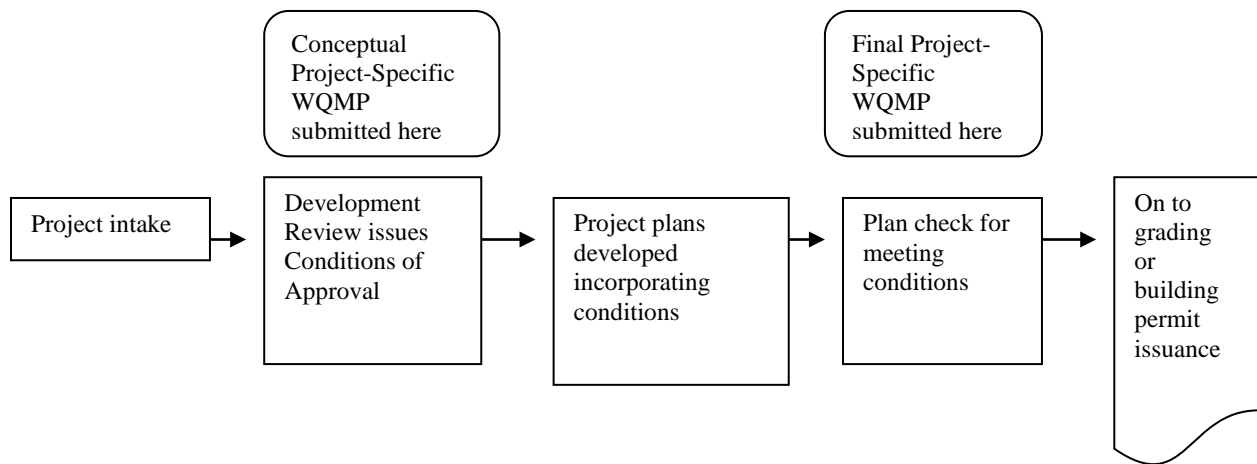 Conceptual
Project-Specific
WQMP
submitted here
Final Project-
Specific
WQMP
submitted here
Project intake
Development
Review issues
Conditions of
Approval
Project plans
developed
incorporating
conditions
Plan check for
meeting
conditions
On to
grading
or
building
permit
issuance